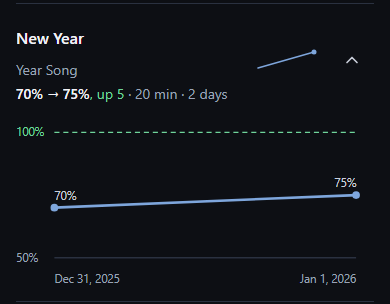 New Year
Year Song
70% → 75%, up 5 · 20 min · 2 days
100%
75%
70%
50%
Dec 31, 2025 Jan 1, 2026